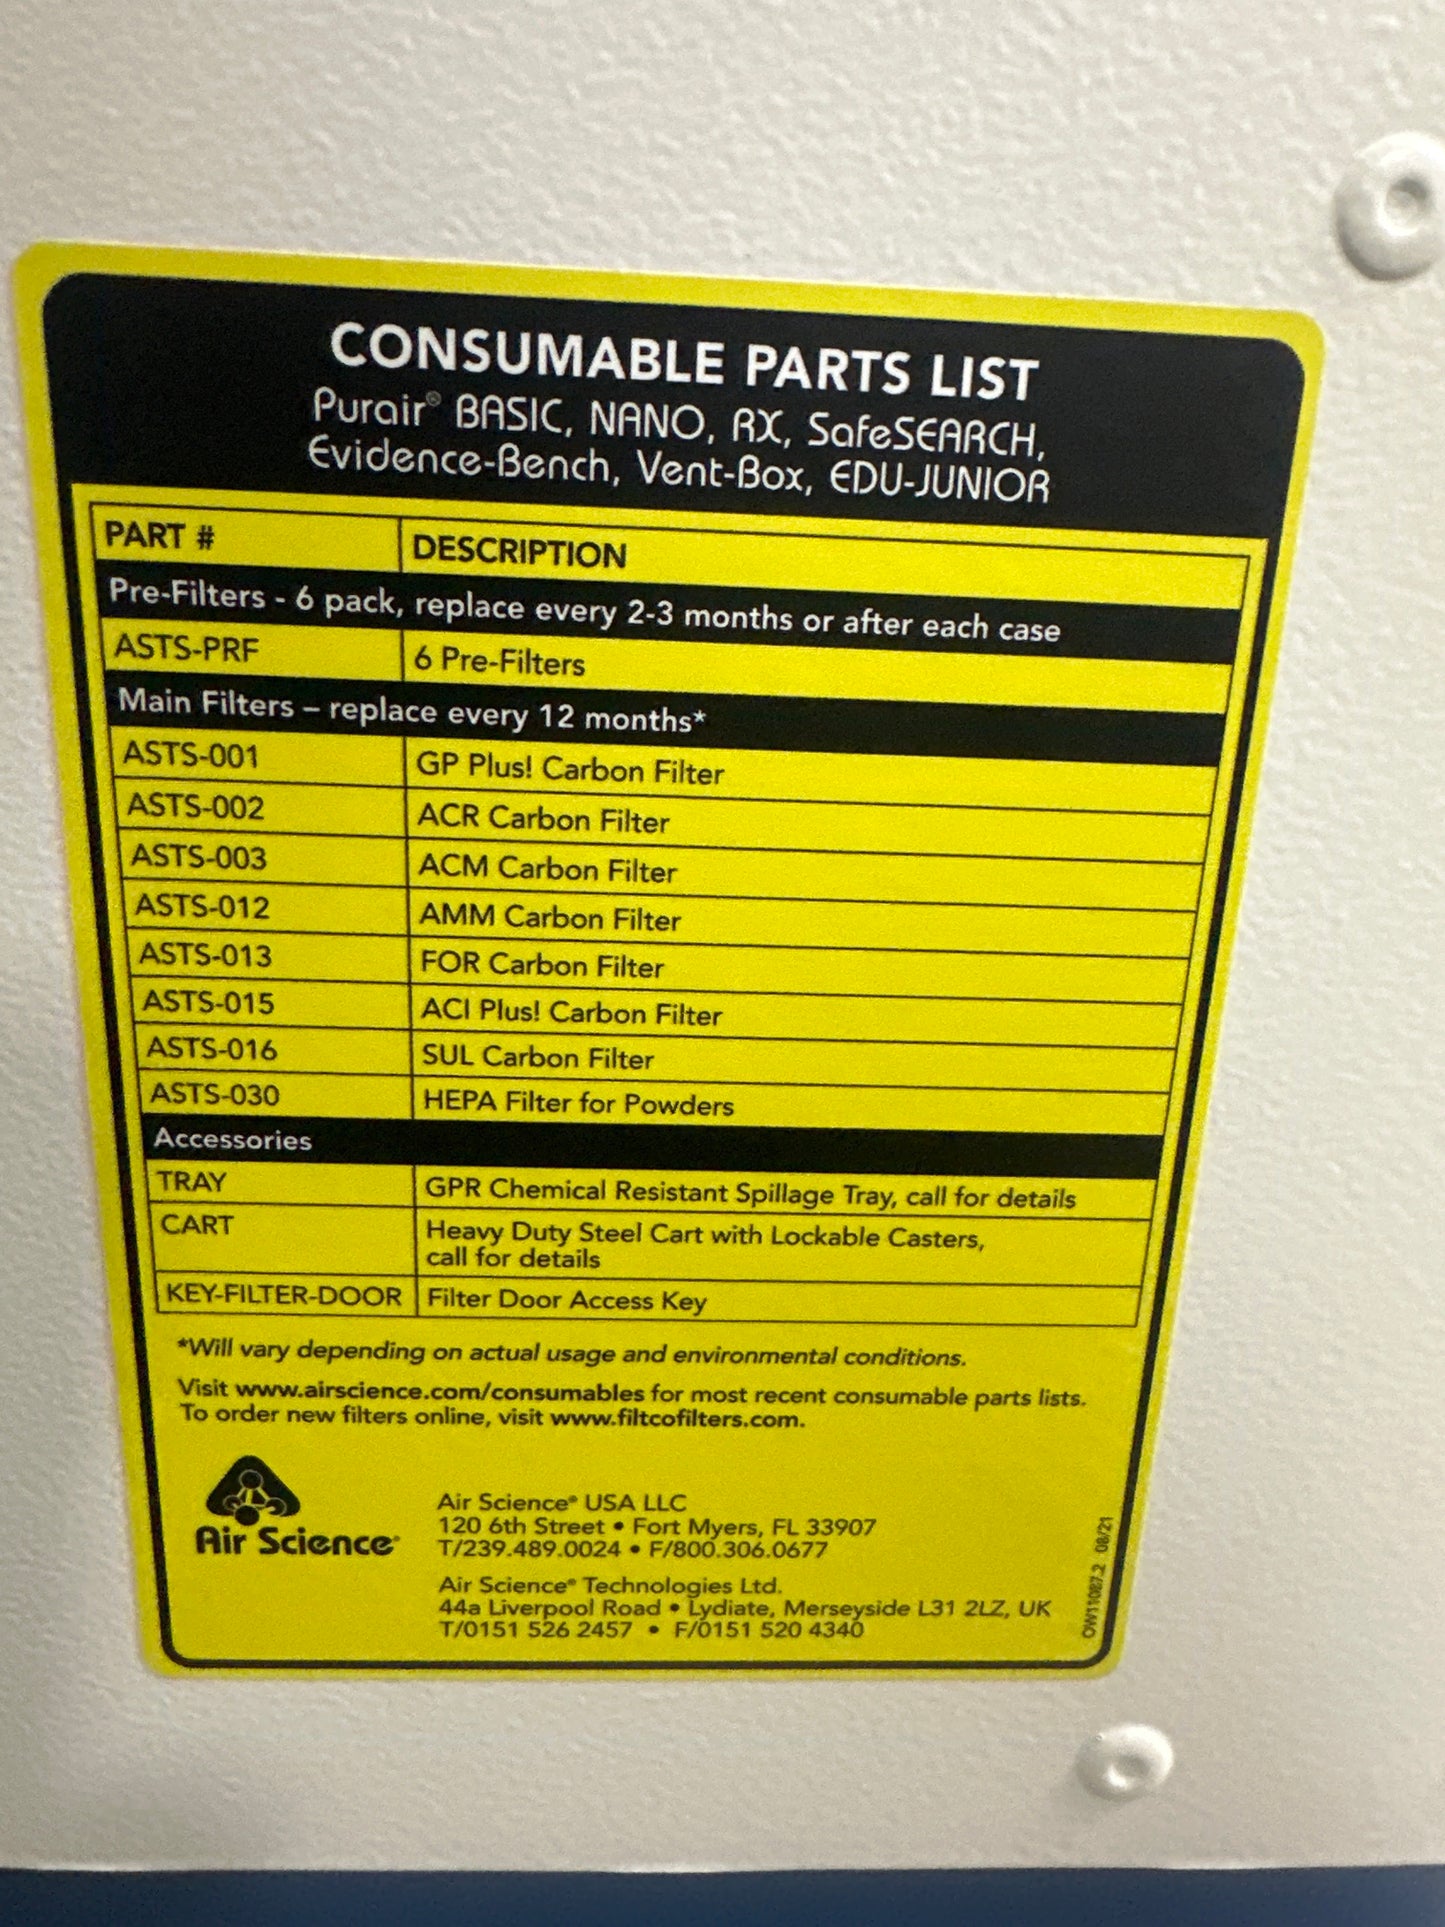 CONSUMABLE PARTS LIST
Purair® BASIC, NANO, RX, SafeSEARCH,
Evidence-Bench, Vent-Box, EDU-JUNIOR
PART # DESCRIPTION
Pre-Filters - 6 pack, replace every 2-3 months or after each case
ASTS-PRF 6 Pre-Filters
Main Filters – replace every 12 months*
ASTS-001 GP Plus! Carbon Filter
ASTS-002 ACR Carbon Filter
ASTS-003 ACM Carbon Filter
ASTS-012 AMM Carbon Filter
ASTS-013 FOR Carbon Filter
ASTS-015 ACI Plus! Carbon Filter
ASTS-016 SUL Carbon Filter
ASTS-030 HEPA Filter for Powders
Accessories
TRAY GPR Chemical Resistant Spillage Tray, call for details
CART Heavy Duty Steel Cart with Lockable Casters,
call for details
KEY-FILTER-DOOR Filter Door Access Key
*Will vary depending on actual usage and environmental conditions.
Visit www.airscience.com/consumables for most recent consumable parts lists.
To order new filters online, visit www.filtcofilters.com.
Air Science®
Air Science® USA LLC
120 6th Street • Fort Myers, FL 33907
T/239.489.0024 • F/800.306.0677
Air Science® Technologies Ltd.
44a Liverpool Road • Lydiate, Merseyside L31 2LZ, UK
T/0151 526 2457 • F/0151 520 4340
OW11087.2 08/21